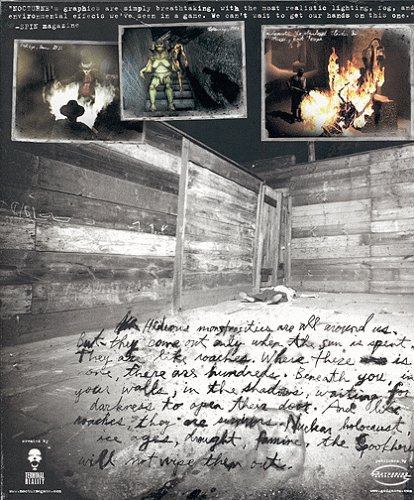 "NOCTURNE's graphics are simply breathtaking, with the most realistic lighting, fog, and
environmental effects we've seen in a game. We can't wait to get our hands on this one."
-SPIN magazine
Hideous monstrosities are all around us.
But they come out only when the sun is spent.
They are like roaches. Where there is
one, there are hundreds. Beneath you, in
your walls, in the shadows, waiting for
darkness to open their door. And like
roaches, they are survivors. Nuclear holocaust
ice ages, drought, famine, the Spookhouse
will not wipe them out.
created by
TERMINAL
REALITY
published by
GATHERING